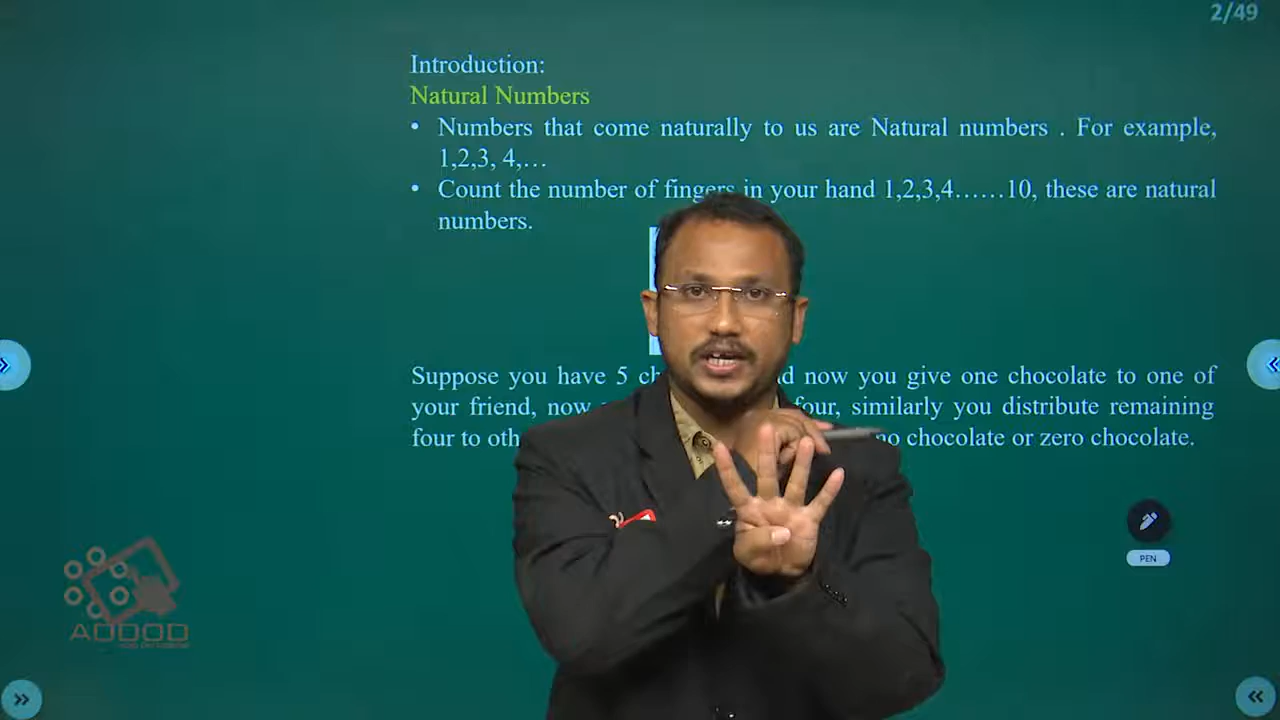 2/49
Introduction:
Natural Numbers
• Numbers that come naturally to us are Natural numbers . For example,
1,2,3, 4,…
• Count the number of fingers in your hand 1,2,3,4……10, these are natural
numbers.
Suppose you have 5 now you give one chocolate to one of
your friend, now four, similarly you distribute remaining
four to no chocolate or zero chocolate.
PEN